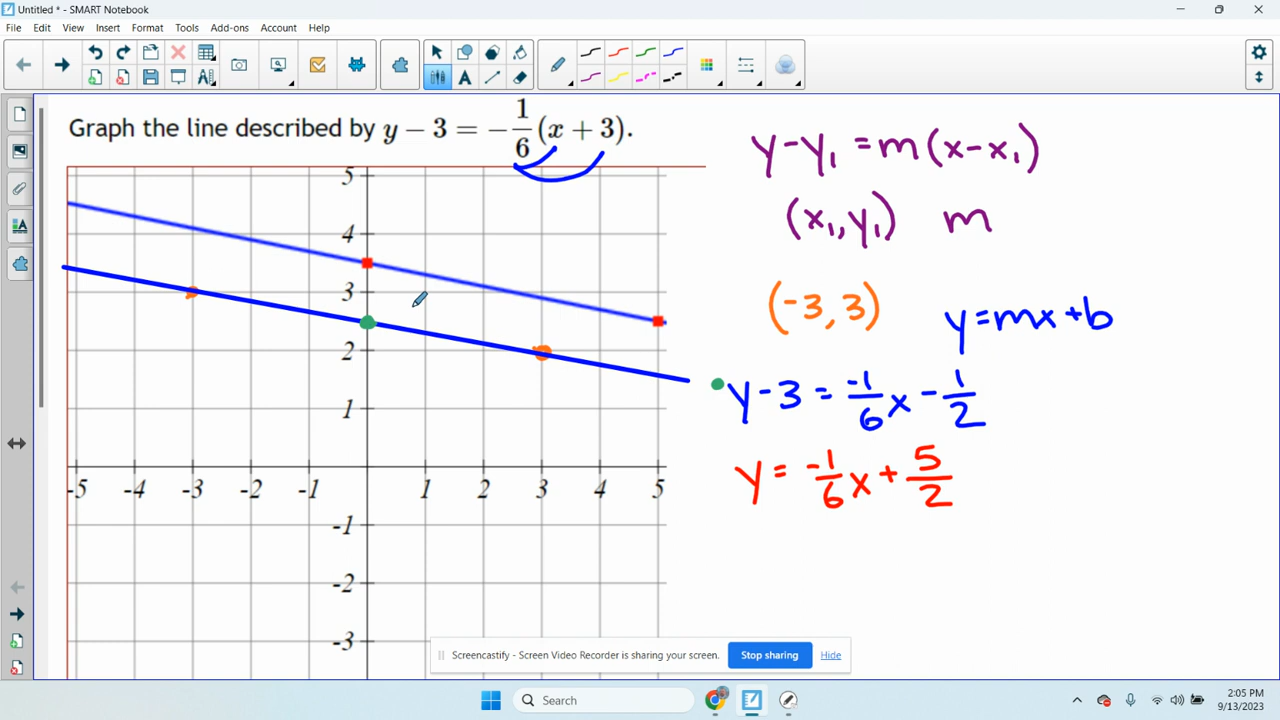 Untitled * - SMART Notebook
File Edit View Insert Format Tools Add-ons Account Help
Graph the line described by y − 3 = −1/6(x + 3).
y-y₁ = m(x-x₁)
(x₁, y₁) m
(-3, 3)
y=mx+b
y-3 = -1/6x - 1/2
y = -1/6x + 5/2
5
4
3
2
1
-5 -4 -3 -2 -1 1 2 3 4 5
-1
-2
-3
Screencastify - Screen Video Recorder is sharing your screen. Stop sharing Hide
Search
2:05 PM
9/13/2023